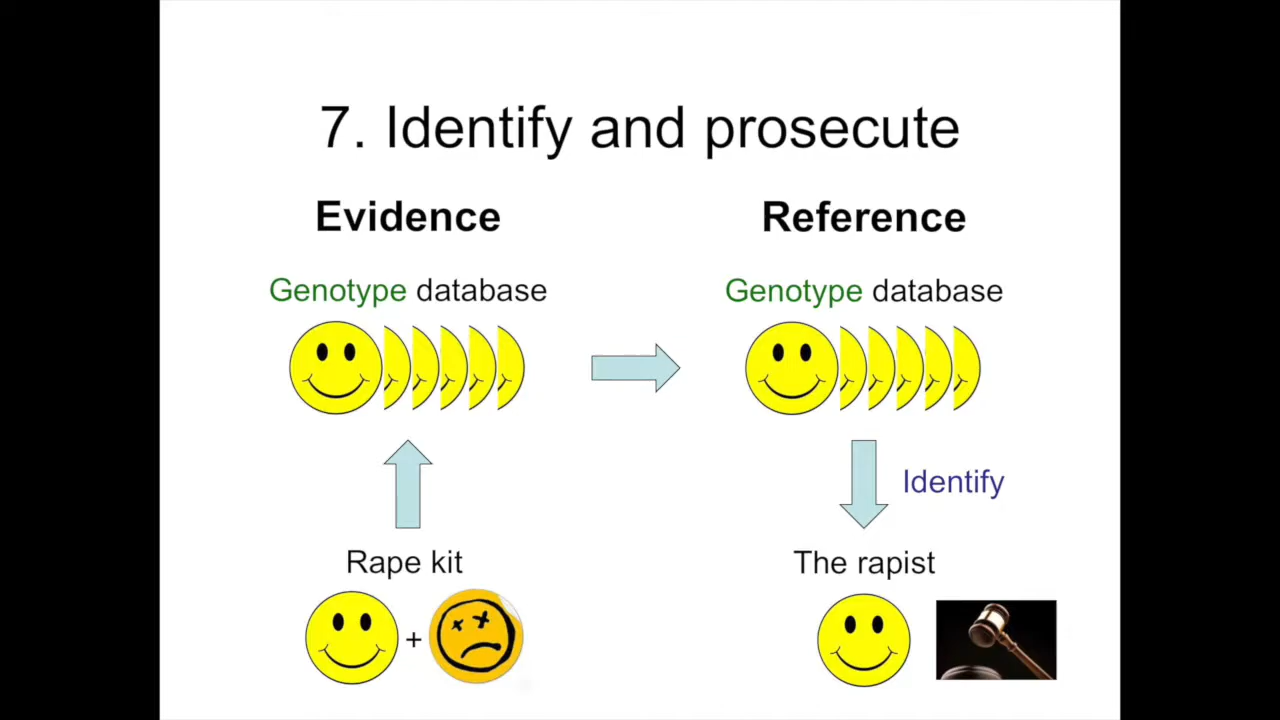 7. Identify and prosecute
Evidence
Reference
Genotype database
Genotype database
Identify
Rape kit
The rapist
+